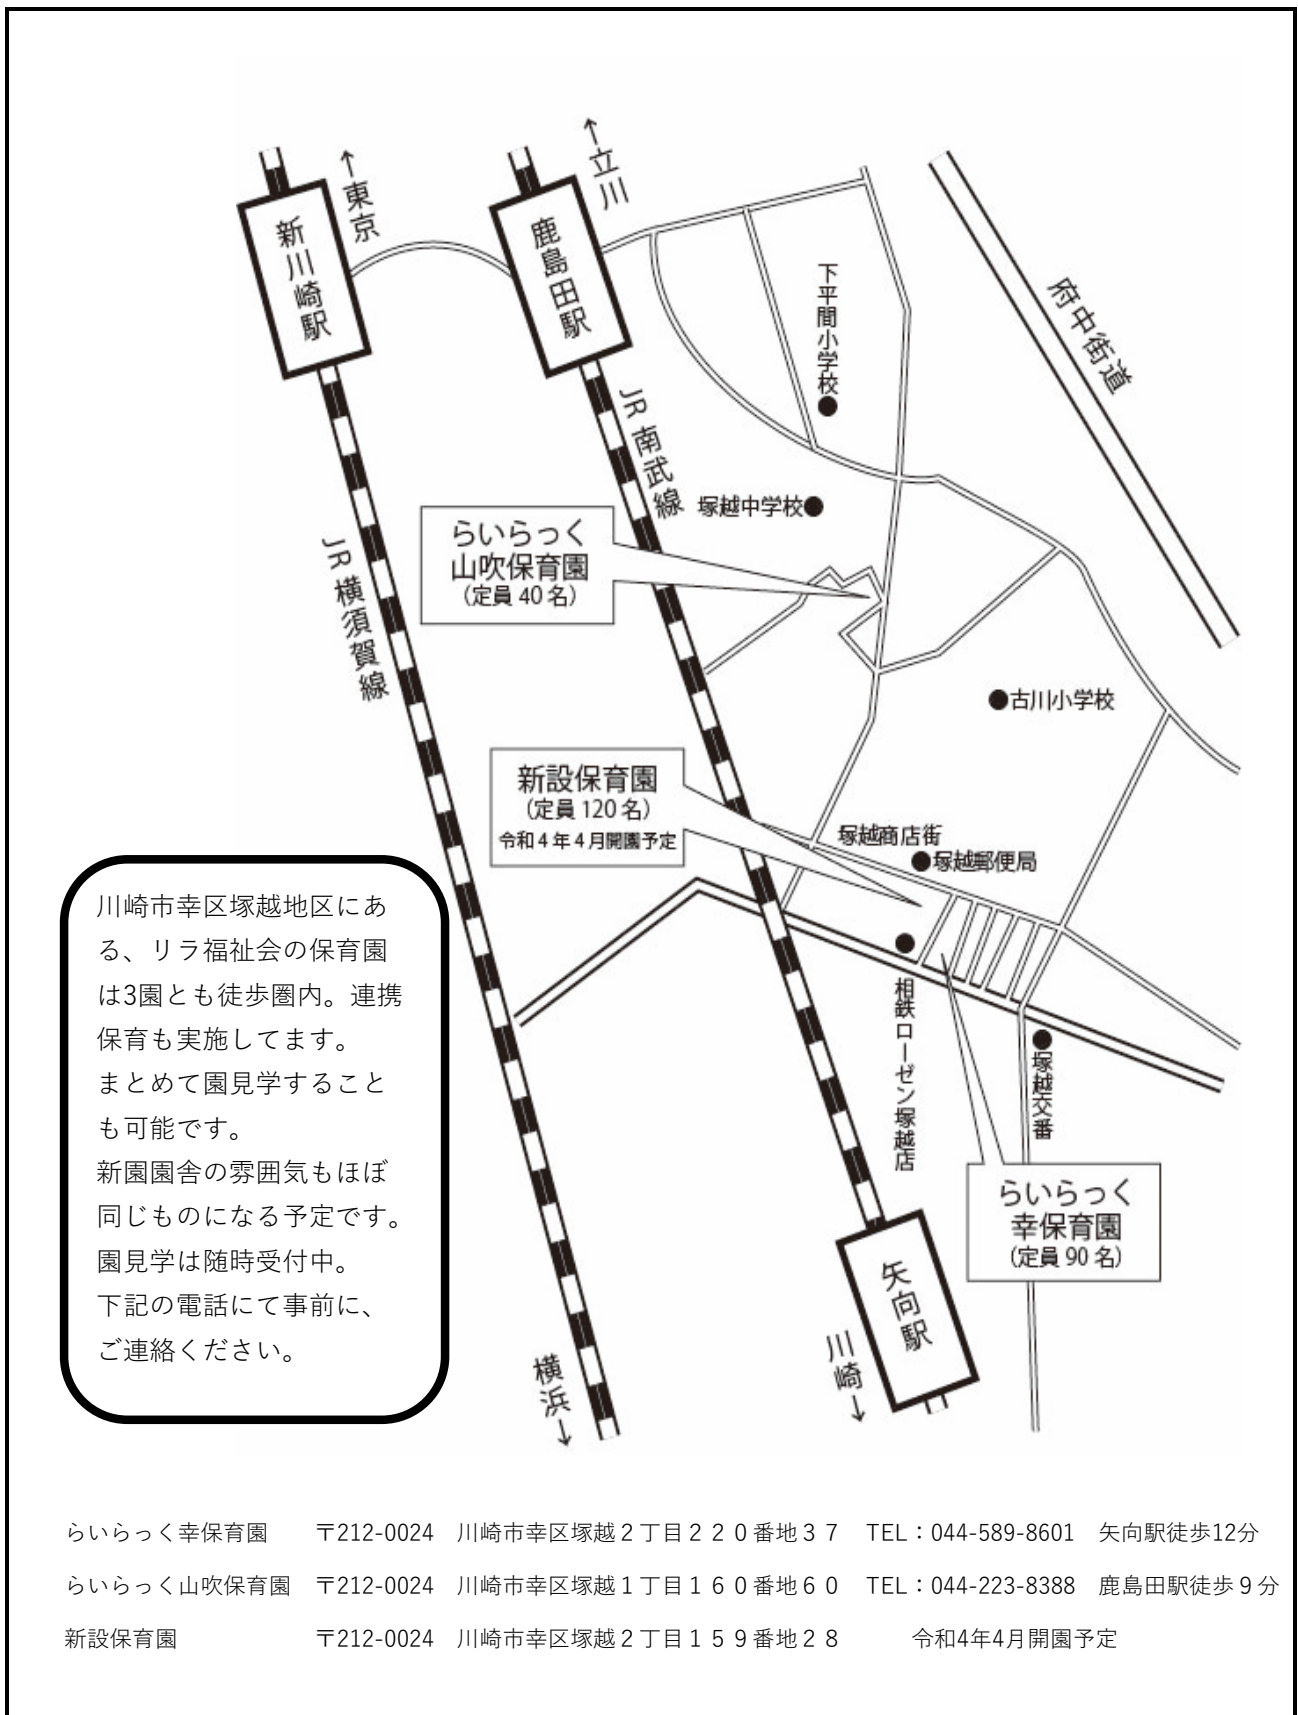 ←東京
←立川
新川崎駅
鹿島田駅
下平間小学校
府中街道
JR 南武線
塚越中学校
らいらっく
山吹保育園
(定員 40 名)
JR 横須賀線
古川小学校
新設保育園
(定員 120 名)
令和 4 年 4 月開園予定
塚越商店街
塚越郵便局
川崎市幸区塚越地区にあ
る、リラ福祉会の保育園
は3園とも徒歩圏内。連携
保育も実施してます。
まとめて園見学すること
も可能です。
新園園舎の雰囲気もほぼ
同じものになる予定です。
園見学は随時受付中。
下記の電話にて事前に、
ご連絡ください。
相鉄ローゼン塚越店
塚越交番
らいらっく
幸保育園
(定員 90 名)
矢向駅
川崎→
横浜→
らいらっく幸保育園 〒212-0024 川崎市幸区塚越２丁目２２０番地３７ TEL：044-589-8601 矢向駅徒歩12分
らいらっく山吹保育園 〒212-0024 川崎市幸区塚越１丁目１６０番地６０ TEL：044-223-8388 鹿島田駅徒歩９分
新設保育園 〒212-0024 川崎市幸区塚越２丁目１５９番地２８ 令和4年4月開園予定